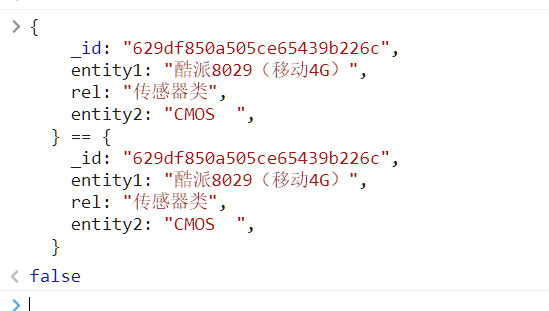 {
_id: "629df850a505ce65439b226c",
entity1: "酷派8029（移动4G）",
rel: "传感器类",
entity2: "CMOS  ",
} == {
_id: "629df850a505ce65439b226c",
entity1: "酷派8029（移动4G）",
rel: "传感器类",
entity2: "CMOS  ",
}
false